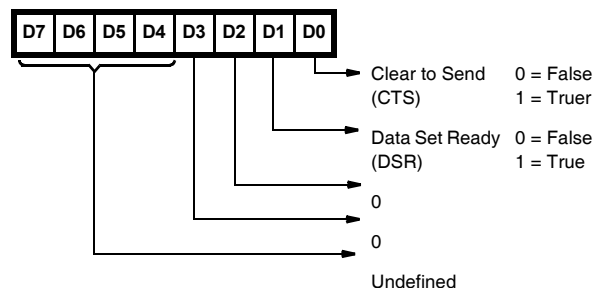 D7 D6 D5 D4 D3 D2 D1 D0
Clear to Send 0 = False
(CTS) 1 = Truer
Data Set Ready 0 = False
(DSR) 1 = True
0
0
Undefined